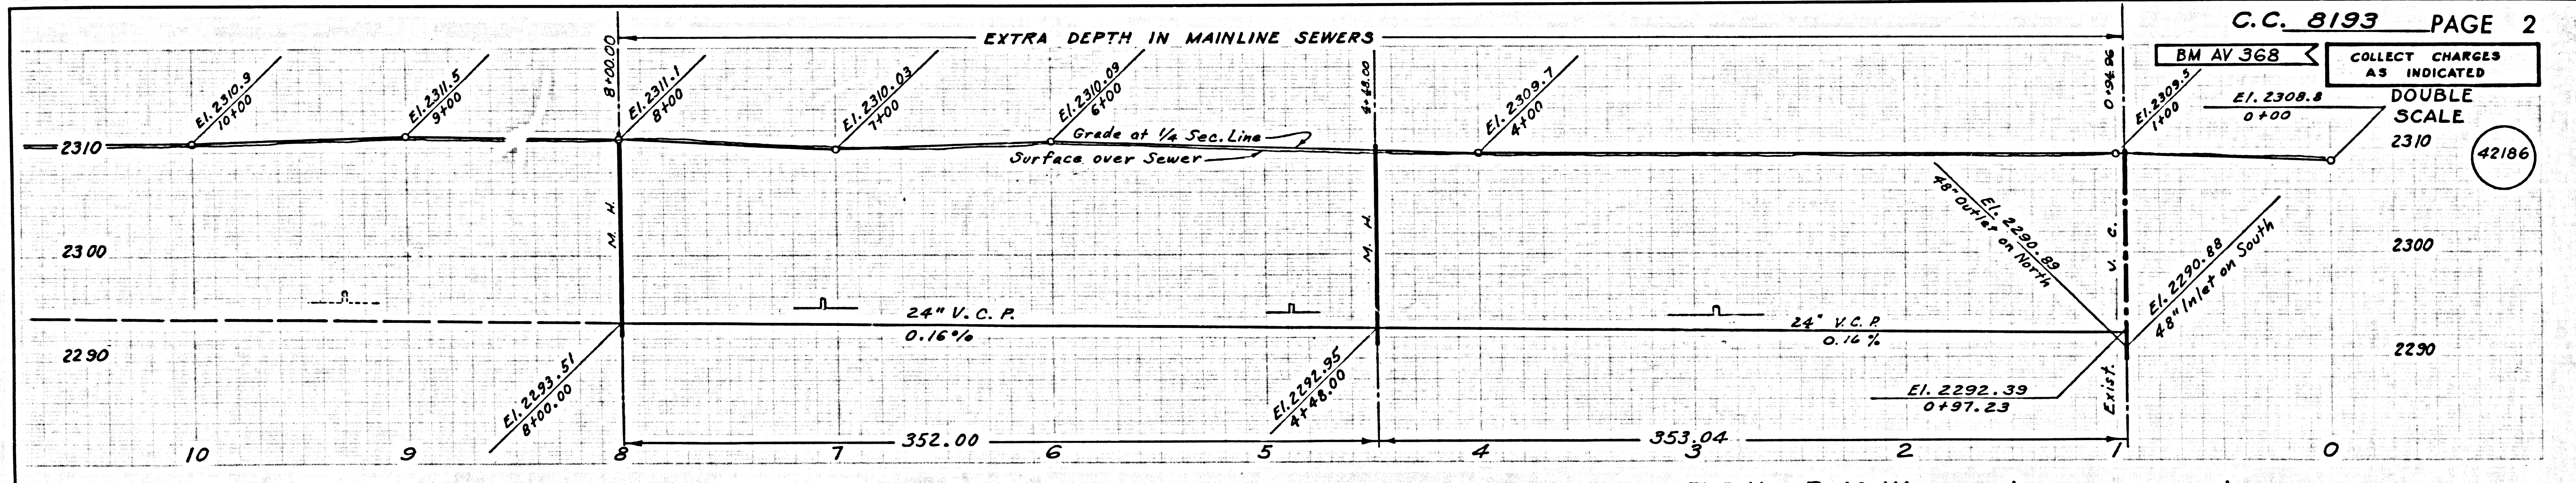 C.C. 8193 PAGE 2
EXTRA DEPTH IN MAINLINE SEWERS
BM AV 368
COLLECT CHARGES
AS INDICATED
DOUBLE
SCALE
42186
8+00.00
4+48.00
0+94.96
El. 2310.9
10+00
El. 2311.5
9+00
El. 2311.1
8+00
El. 2310.03
7+00
El. 2310.09
6+00
El. 2309.7
4+00
El. 2309.5
1+00
El. 2308.8
0+00
Grade at 1/4 Sec. Line
Surface over Sewer
2310
2310
2300
2300
2290
2290
M. H.
M. H.
Exist. J. C.
El. 2290.89
48" Outlet on North
El. 2290.88
48" Inlet on South
24" V.C.P.
0.16%
24" V.C.P.
0.16%
El. 2293.51
8+00.00
El. 2292.95
4+48.00
El. 2292.39
0+97.23
352.00
353.04
10 9 8 7 6 5 4 3 2 1 0